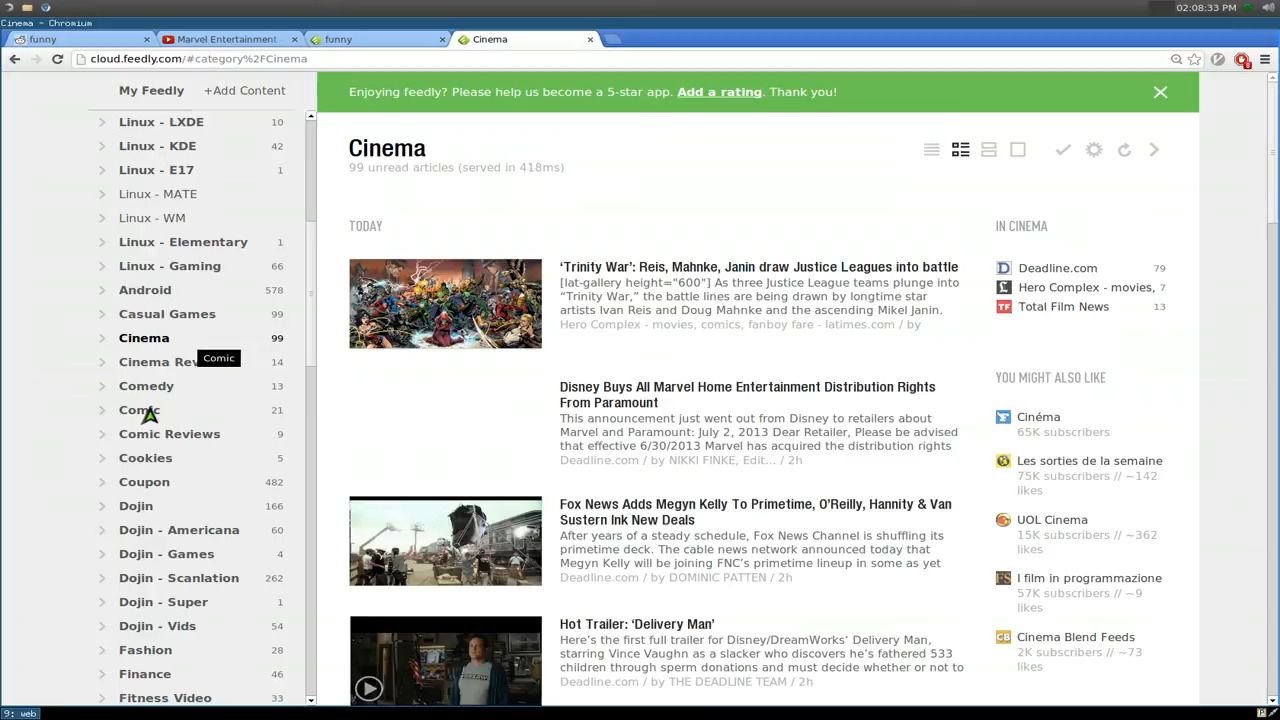 02:08:33 PM
Cinema - Chromium
funny
Marvel Entertainment
funny
Cinema
cloud.feedly.com/#category%2FCinema
My Feedly
+Add Content
Linux - LXDE 10
Linux - KDE 42
Linux - E17 1
Linux - MATE
Linux - WM
Linux - Elementary 1
Linux - Gaming 66
Android 578
Casual Games 99
Cinema 99
Cinema Rev 14
Comic
Comedy 13
Comic 21
Comic Reviews 9
Cookies 5
Coupon 482
Dojin 166
Dojin - Americana 60
Dojin - Games 4
Dojin - Scanlation 262
Dojin - Super 1
Dojin - Vids 54
Fashion 28
Finance 46
Fitness Video 33
Enjoying feedly? Please help us become a 5-star app. Add a rating. Thank you!
Cinema
99 unread articles (served in 418ms)
TODAY
‘Trinity War’: Reis, Mahnke, Janin draw Justice Leagues into battle
[lat-gallery height="600"] As three Justice League teams plunge into
“Trinity War,” the battle lines are being drawn by longtime star
artists Ivan Reis and Doug Mahnke and the ascending Mikel Janin.
Hero Complex - movies, comics, fanboy fare - latimes.com / by
Disney Buys All Marvel Home Entertainment Distribution Rights
From Paramount
This announcement just went out from Disney to retailers about
Marvel and Paramount: July 2, 2013 Dear Retailer, Please be advised
that effective 6/30/2013 Marvel has acquired the distribution rights
Deadline.com / by NIKKI FINKE, Edit... / 2h
Fox News Adds Megyn Kelly To Primetime, O’Reilly, Hannity & Van
Sustern Ink New Deals
After years of a steady schedule, Fox News Channel is shuffling its
primetime deck. The cable news network announced today that
Megyn Kelly will be joining FNC’s primetime lineup in some as yet
Deadline.com / by DOMINIC PATTEN / 2h
Hot Trailer: ‘Delivery Man’
Here’s the first full trailer for Disney/DreamWorks’ Delivery Man,
starring Vince Vaughn as a slacker who discovers he’s fathered 533
children through sperm donations and must decide whether or not to
Deadline.com / by THE DEADLINE TEAM / 2h
IN CINEMA
Deadline.com 79
Hero Complex - movies, 7
Total Film News 13
YOU MIGHT ALSO LIKE
Cinéma
65K subscribers
Les sorties de la semaine
75K subscribers // ~142
likes
UOL Cinema
15K subscribers // ~362
likes
I film in programmazione
57K subscribers // ~9
likes
Cinema Blend Feeds
2K subscribers // ~73
likes
9: web